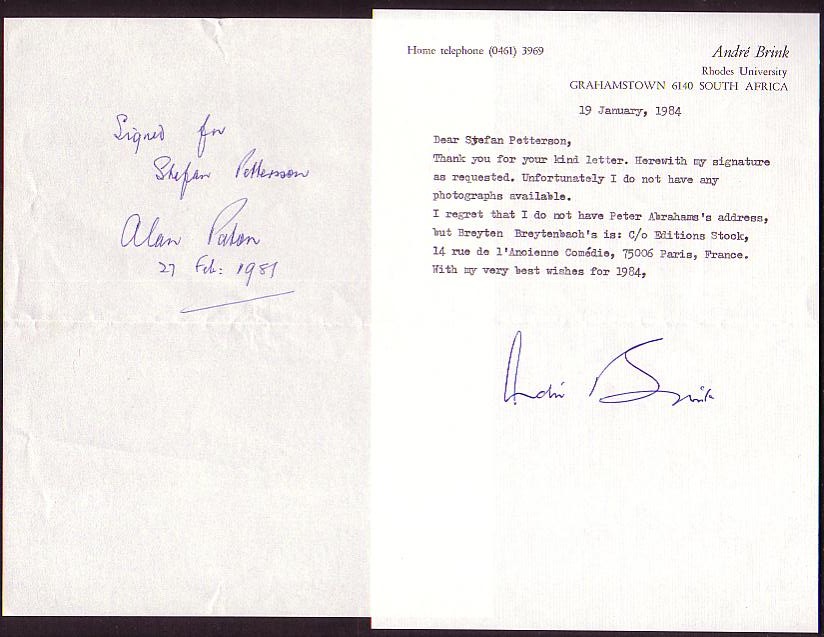 Signed for
Stefan Pettersson
Alan Paton
27 Feb: 1981
Home telephone (0461) 3969
André Brink
Rhodes University
GRAHAMSTOWN 6140 SOUTH AFRICA
19 January, 1984
Dear Stefan Petterson,
Thank you for your kind letter. Herewith my signature
as requested. Unfortunately I do not have any
photographs available.
I regret that I do not have Peter Abrahams's address,
but Breyten Breytenbach's is: C/o Editions Stock,
14 rue de l'Ancienne Comédie, 75006 Paris, France.
With my very best wishes for 1984,
André Brink